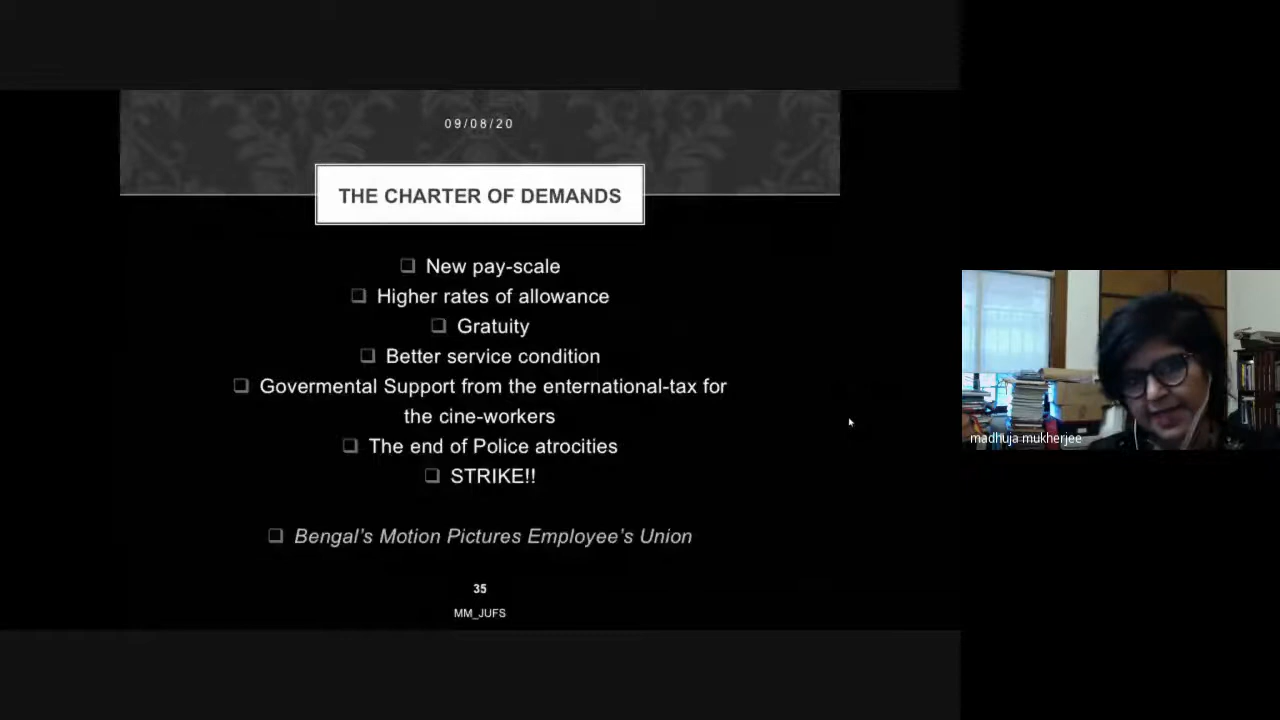 09/08/20
THE CHARTER OF DEMANDS
❑ New pay-scale
❑ Higher rates of allowance
❑ Gratuity
❑ Better service condition
❑ Govermental Support from the enternational-tax for
the cine-workers
❑ The end of Police atrocities
❑ STRIKE!!
❑ Bengal's Motion Pictures Employee's Union
35
MM_JUFS
madhuja mukherjee